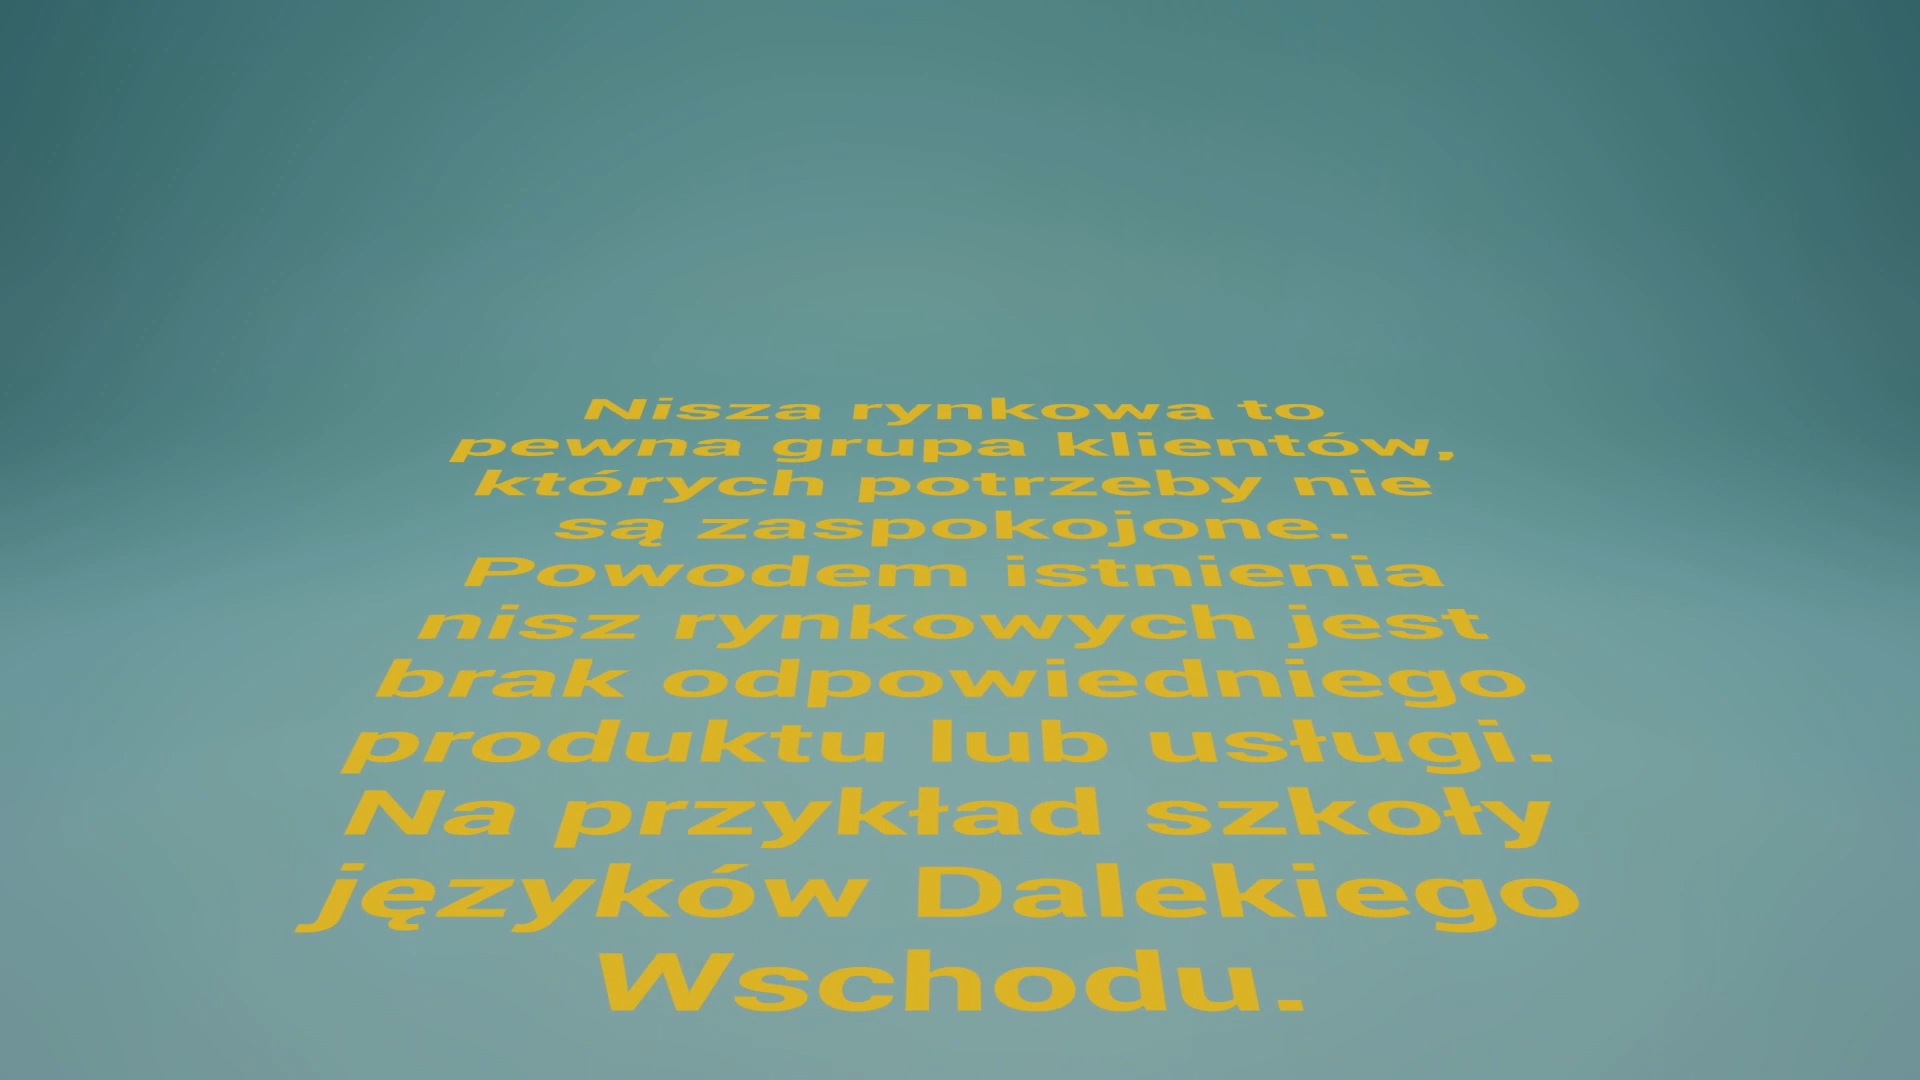 Nisza rynkowa to
pewna grupa klientów,
których potrzeby nie
są zaspokojone.
Powodem istnienia
nisz rynkowych jest
brak odpowiedniego
produktu lub usługi.
Na przykład szkoły
języków Dalekiego
Wschodu.